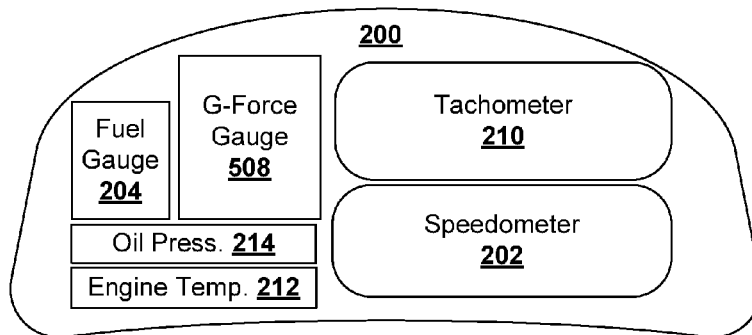 200
Fuel
Gauge
204
G-Force
Gauge
508
Tachometer
210
Oil Press. 214
Engine Temp. 212
Speedometer
202